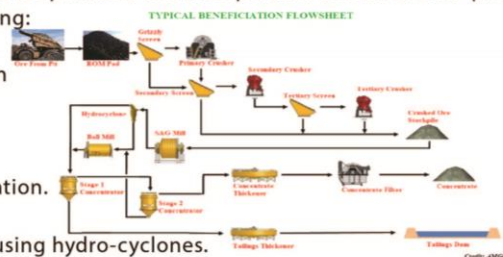 TYPICAL BENEFICIATION FLOWSHEET
ng:
Grizzly
Screen
Ore From Pit
ROM Pad
Primary Crusher
Secondary Crusher
Secondary Screen
Tertiary Screen
Tertiary Crusher
Hydrocyclone
Crushed Ore
Stockpile
Ball Mill
SAG Mill
ation.
Stage 1
Concentrator
Stage 2
Concentrator
Concentrate
Thickener
Concentrate Filter
Concentrate
using hydro-cyclones.
Tailings Thickener
Tailings Dam